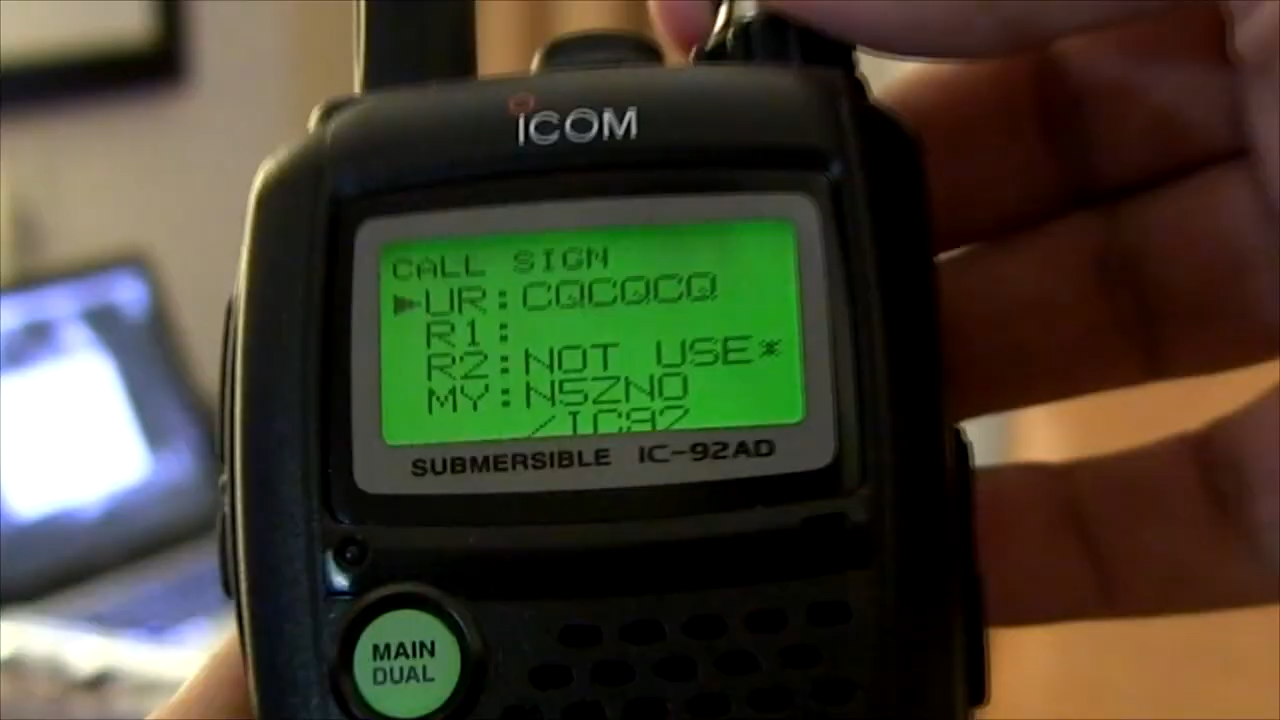 iCOM
CALL SIGN
►UR:CQCQCQ
R1:
R2:NOT USE*
MY:N5ZNO
/IC92
SUBMERSIBLE IC-92AD
MAIN
DUAL